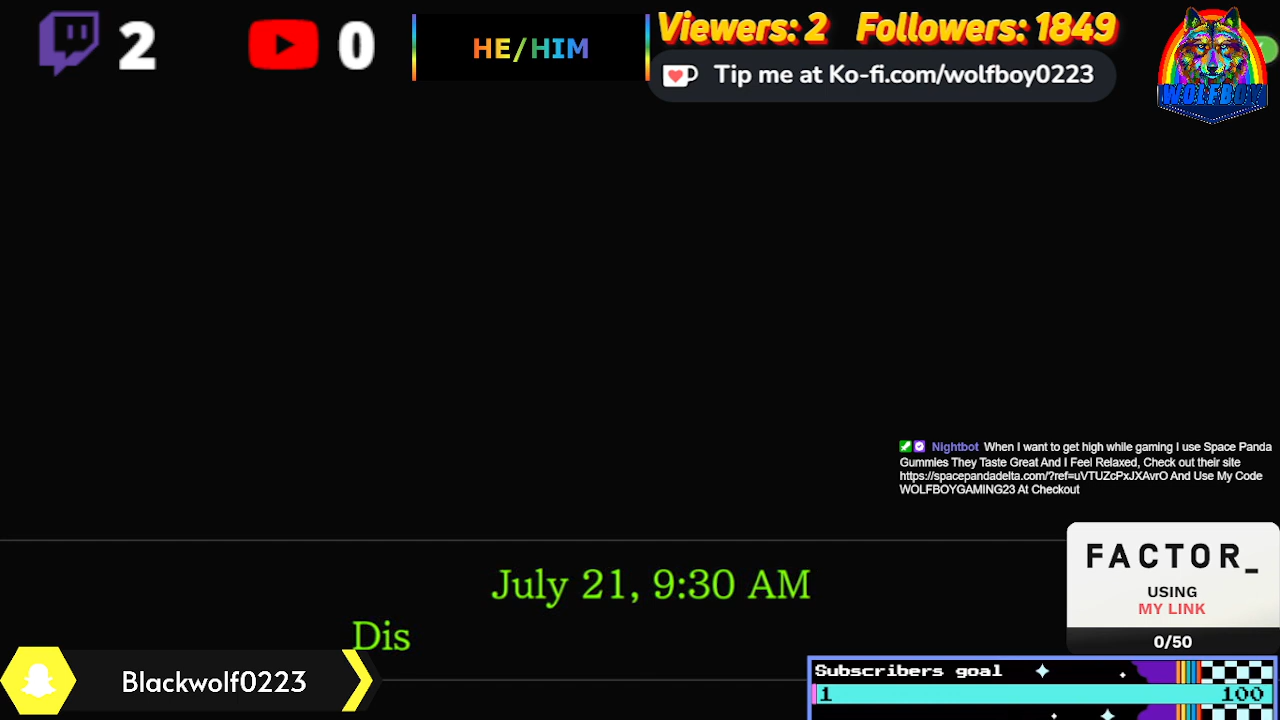 2
0
HE/HIM
Viewers: 2 Followers: 1849
Tip me at Ko-fi.com/wolfboy0223
WOLFBOY
Nightbot When I want to get high while gaming I use Space Panda
Gummies They Taste Great And I Feel Relaxed, Check out their site
https://spacepandadelta.com/?ref=uVTUZcPxJXAvrO And Use My Code
WOLFBOYGAMING23 At Checkout
July 21, 9:30 AM
Dis
FACTOR_
USING
MY LINK
0/50
Blackwolf0223
Subscribers goal
1 100